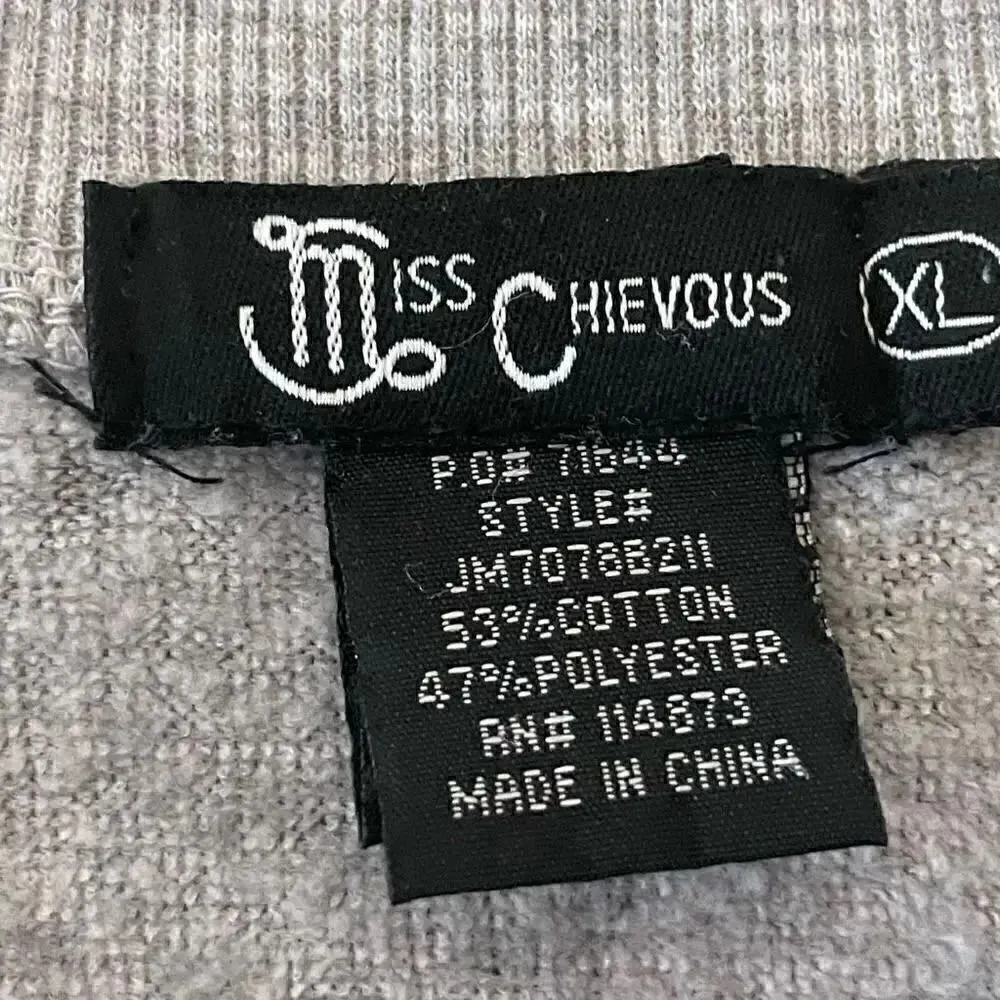 Miss Chievous
XL
P.O# 71644
STYLE#
JM7078B211
53%COTTON
47%POLYESTER
RN# 114873
MADE IN CHINA